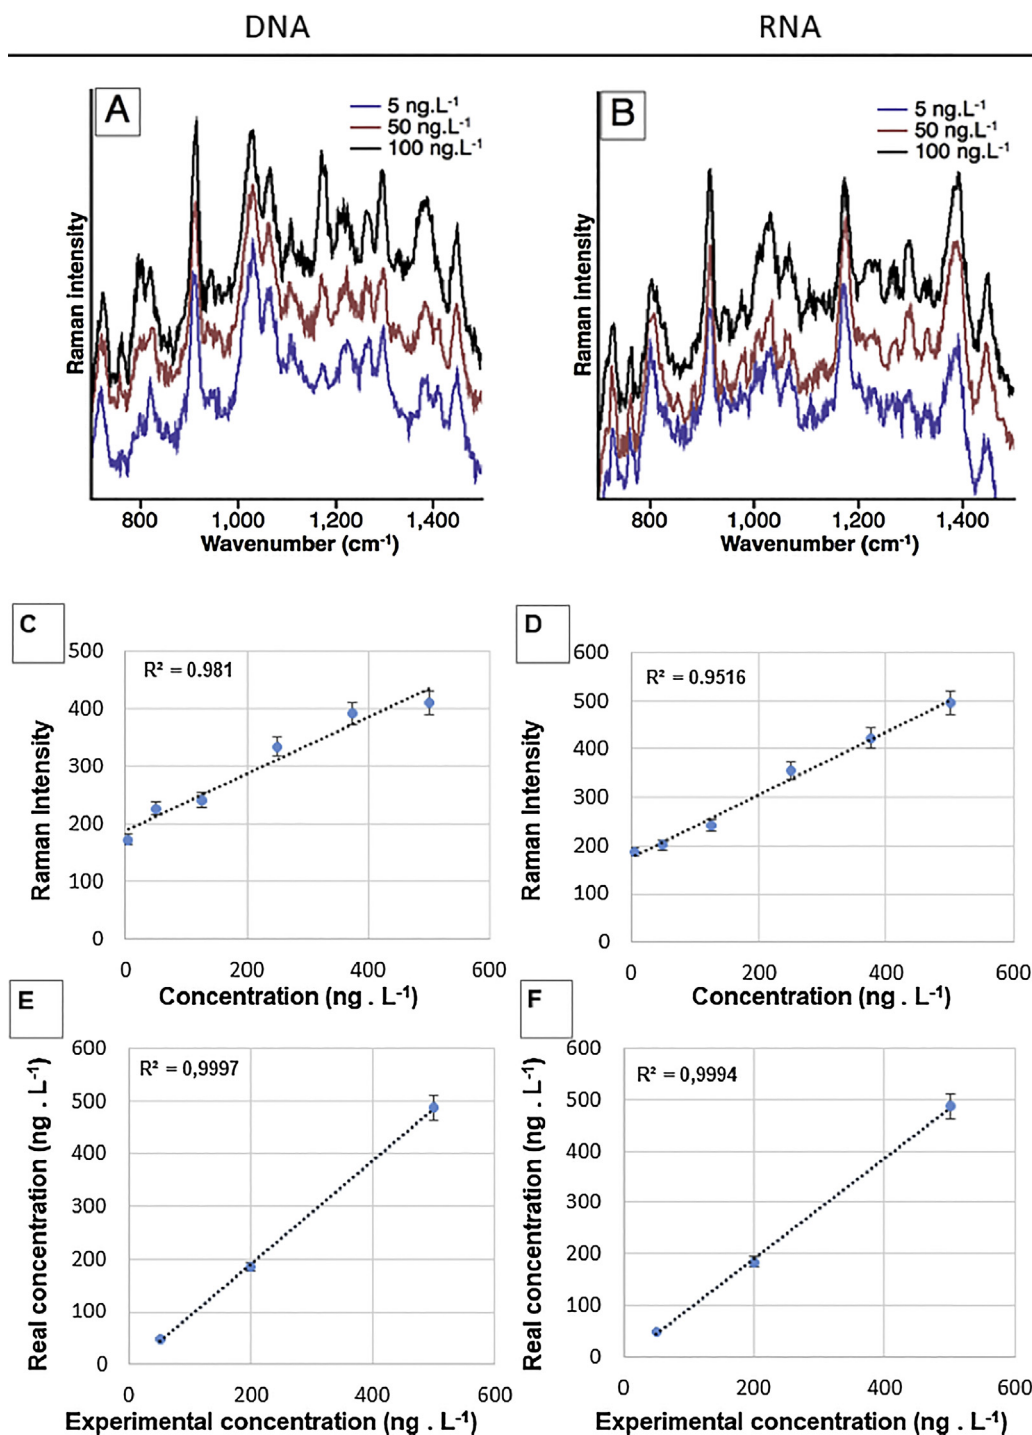 DNA RNA
A
5 ng.L⁻¹
50 ng.L⁻¹
100 ng.L⁻¹
Raman intensity
800 1,000 1,200 1,400
Wavenumber (cm⁻¹)
B
5 ng.L⁻¹
50 ng.L⁻¹
100 ng.L⁻¹
Raman intensity
800 1,000 1,200 1,400
Wavenumber (cm⁻¹)
C
R² = 0.981
Raman Intensity
500
400
300
200
100
0
0 200 400 600
Concentration (ng . L⁻¹)
D
R² = 0.9516
Raman Intensity
600
500
400
300
200
100
0
0 200 400 600
Concentration (ng . L⁻¹)
E
R² = 0,9997
Real concentration (ng . L⁻¹)
600
500
400
300
200
100
0
0 200 400 600
Experimental concentration (ng . L⁻¹)
F
R² = 0,9994
Real concentration (ng . L⁻¹)
600
500
400
300
200
100
0
0 200 400 600
Experimental concentration (ng . L⁻¹)